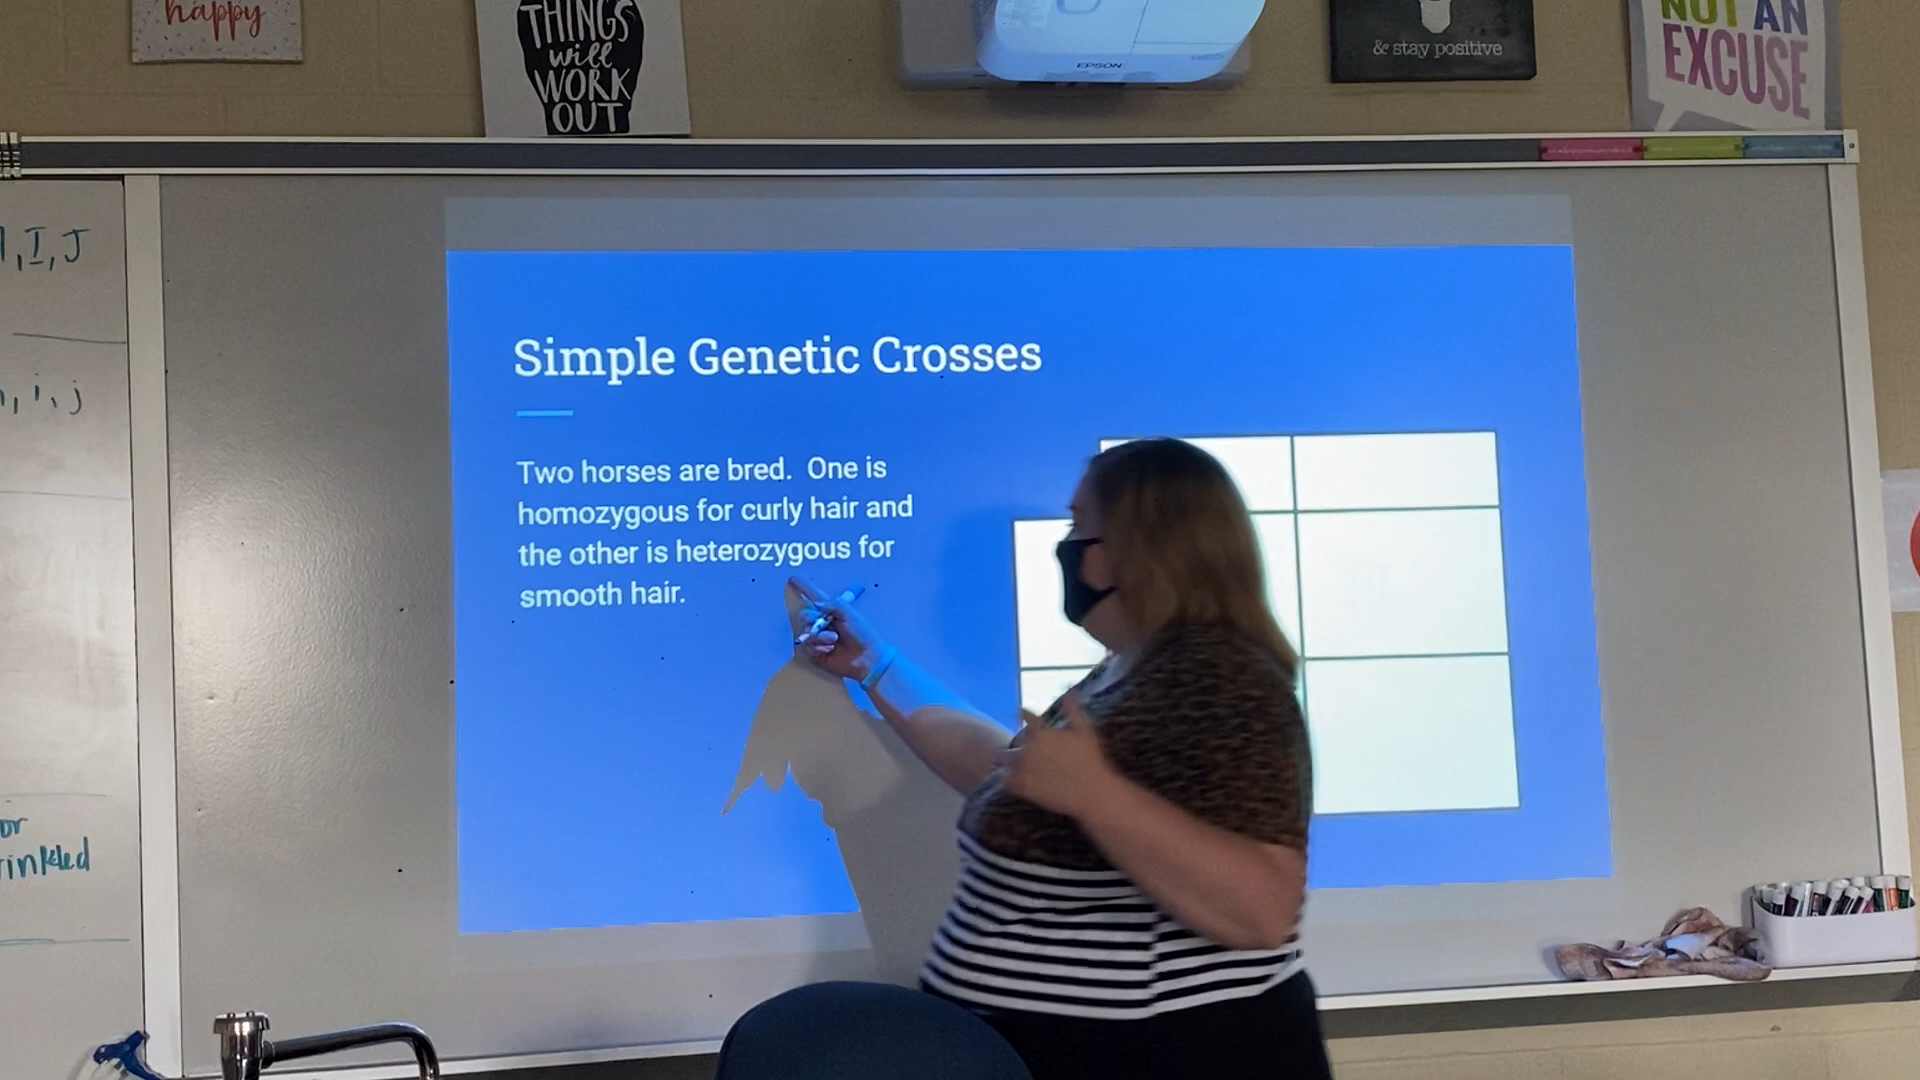 happy
THINGS
will
WORK
OUT
EPSON
& stay positive
NOT AN
EXCUSE
I, J
i, j
or
Simple Genetic Crosses
Two horses are bred. One is
homozygous for curly hair and
the other is heterozygous for
smooth hair.